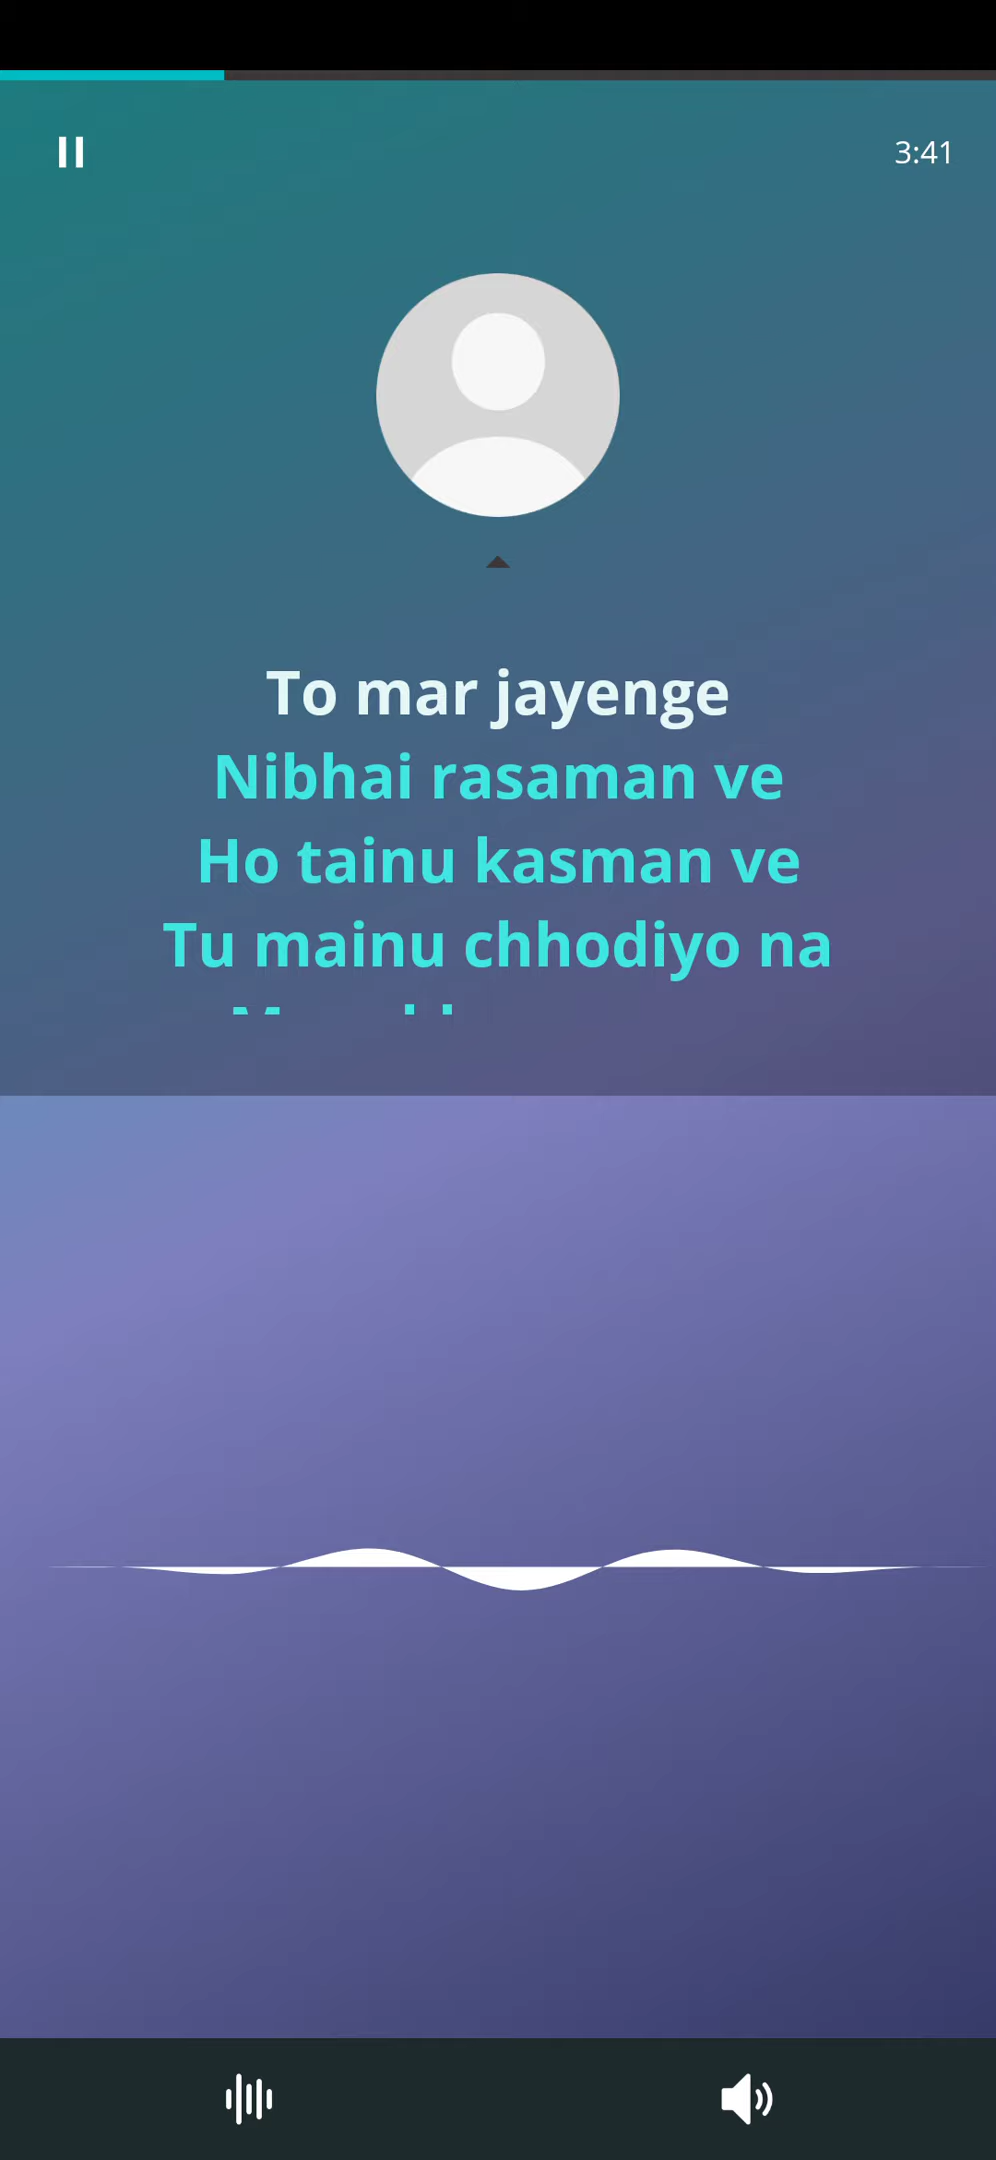 3:41
To mar jayenge
Nibhai rasaman ve
Ho tainu kasman ve
Tu mainu chhodiyo na